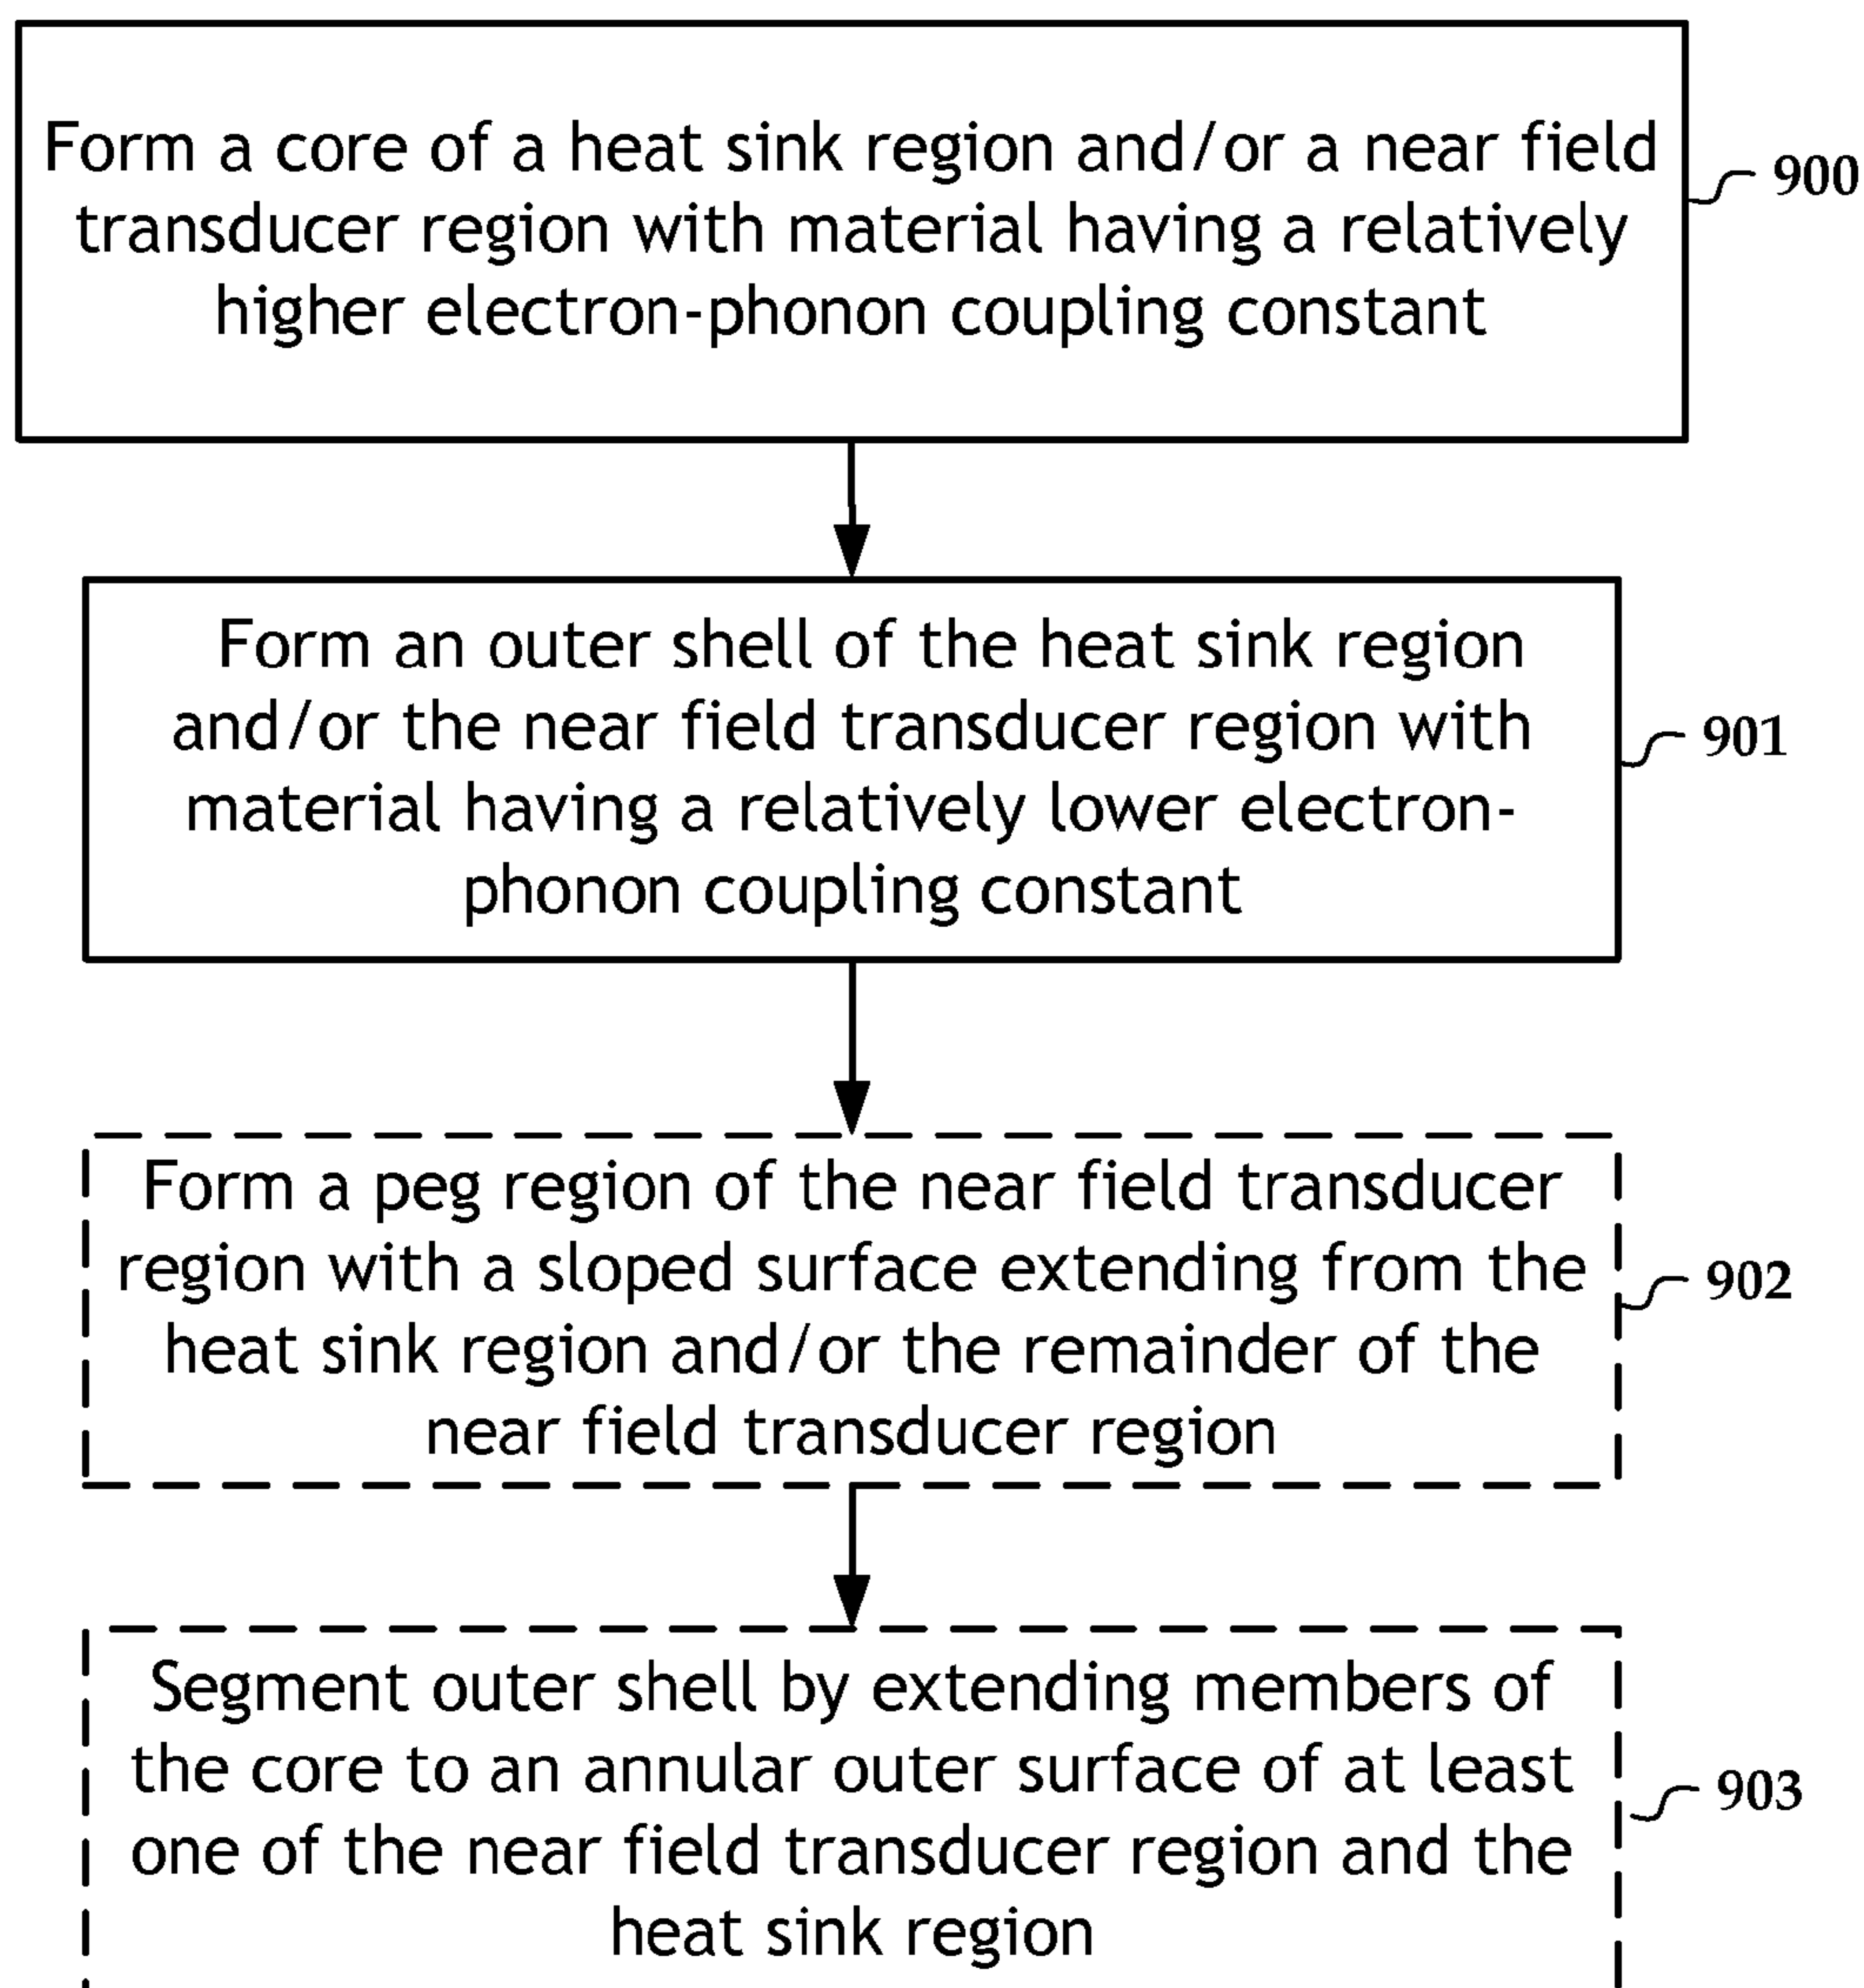 Form a core of a heat sink region and/or a near field
transducer region with material having a relatively
higher electron-phonon coupling constant
900
Form an outer shell of the heat sink region
and/or the near field transducer region with
material having a relatively lower electron-
phonon coupling constant
901
Form a peg region of the near field transducer
region with a sloped surface extending from the
heat sink region and/or the remainder of the
near field transducer region
902
Segment outer shell by extending members of
the core to an annular outer surface of at least
one of the near field transducer region and the
heat sink region
903